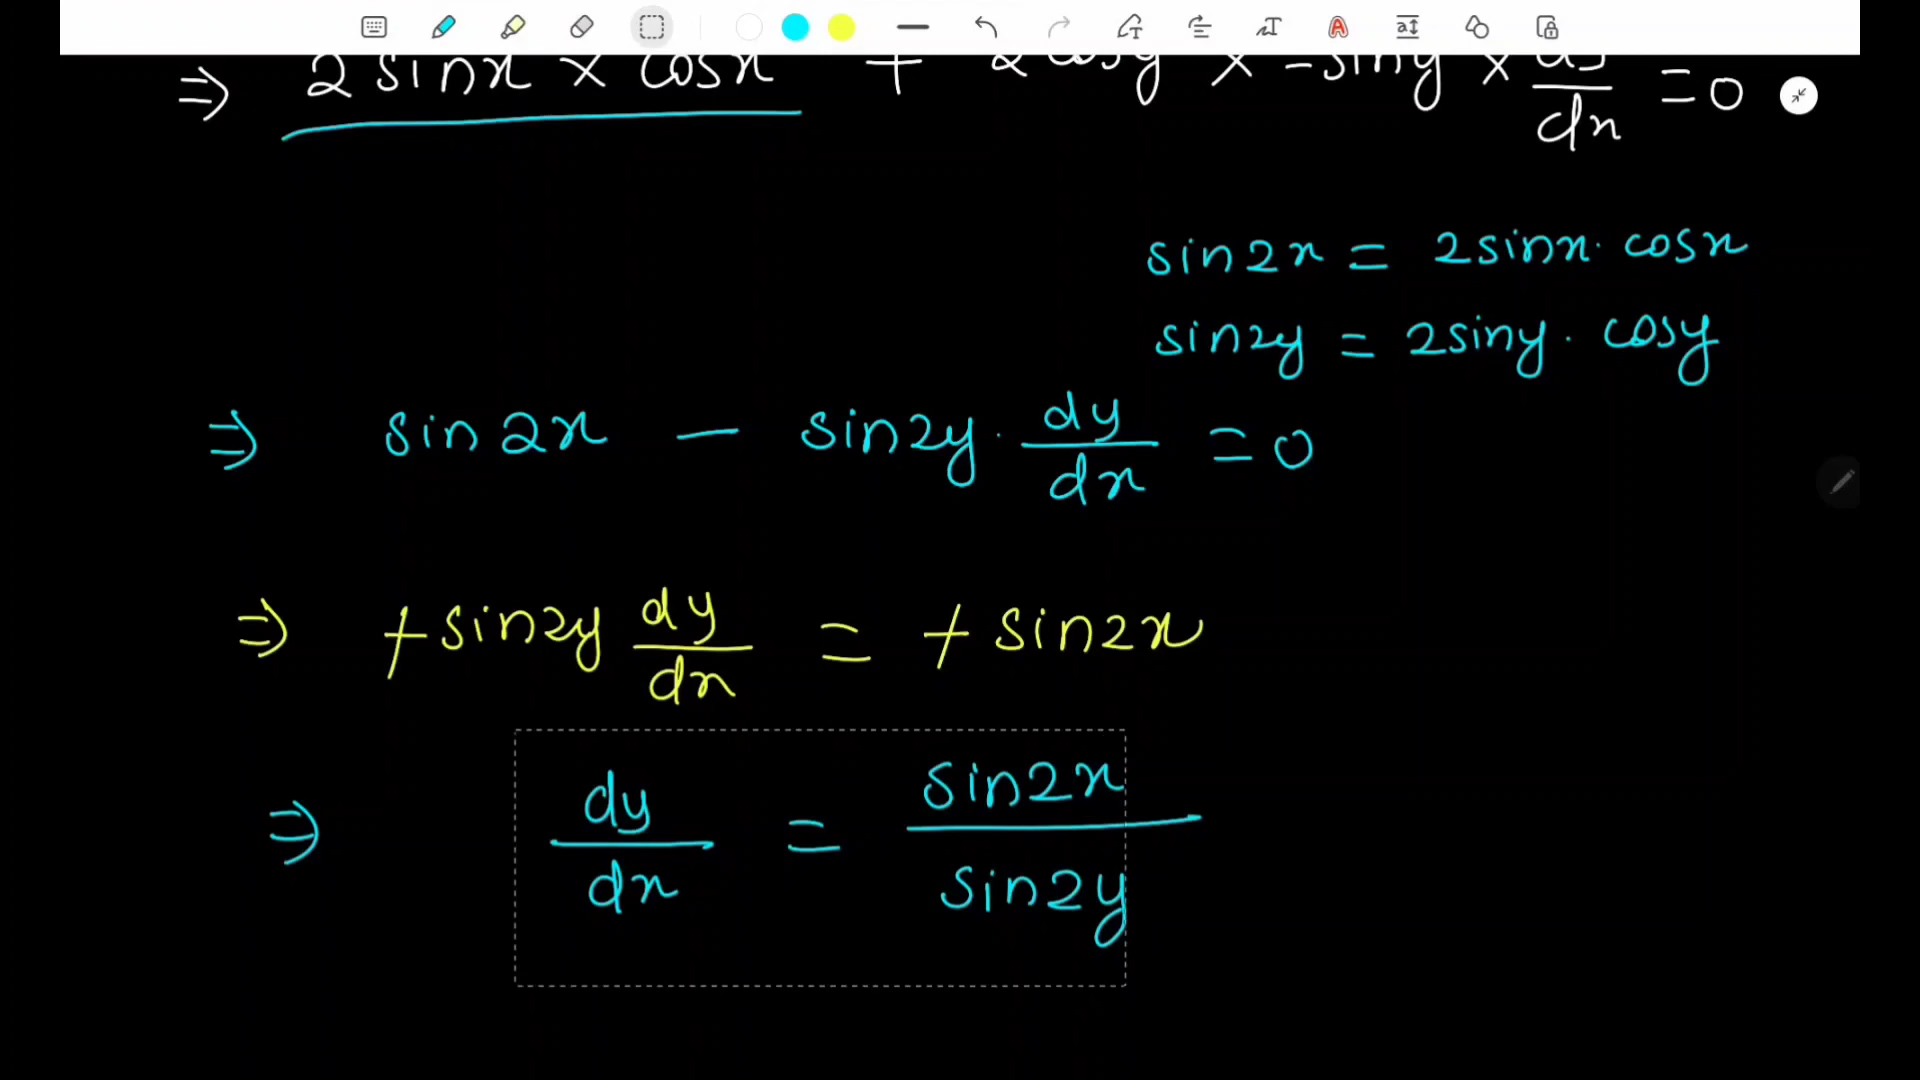 ⇒ 2 sinx × cosx + 2 cosy × -siny × dy/dx = 0
sin2x = 2sinx. cosx
sin2y = 2siny. cosy
⇒ sin2x - sin2y. dy/dx = 0
⇒ +sin2y dy/dx = + sin2x
⇒ dy/dx = sin2x/sin2y